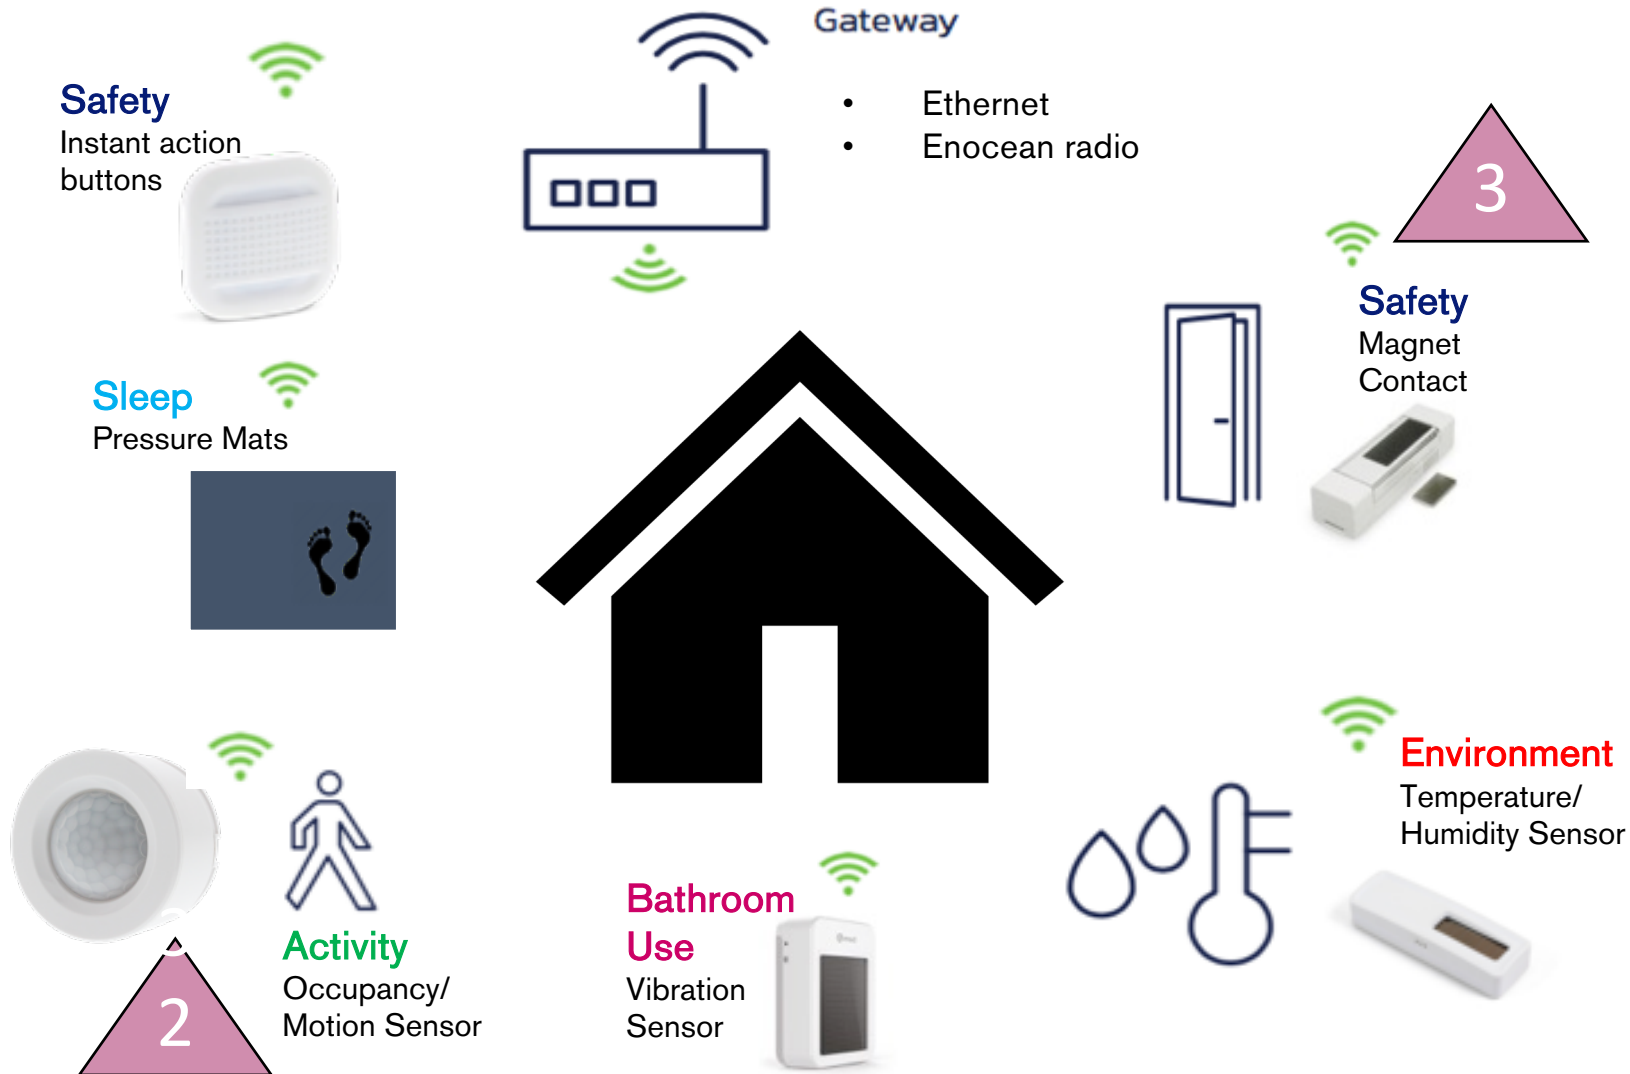 Gateway
• Ethernet
• Enocean radio
Safety
Instant action
buttons
3
Safety
Magnet
Contact
Sleep
Pressure Mats
Environment
Temperature/
Humidity Sensor
Bathroom
Use
Vibration
Sensor
Activity
Occupancy/
Motion Sensor
2